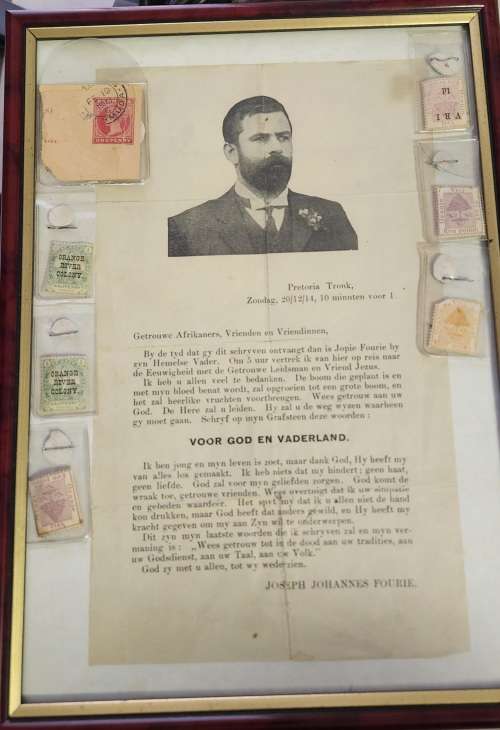 ONE PENNY
V R I
1d
ORANGE
RIVER
COLONY.
ORANGE
RIVER
COLONY.
Pretoria Tronk,
Zondag, 20/12/14, 10 minuten voor 1
Getrouwe Afrikaners, Vrienden en Vriendinnen,
By de tyd dat gy dit schryven ontvangt dan is Jopie Fourie by
zyn Hemelse Vader. Om 5 uur vertrek ik van hier op reis naar
de Eeuwigheid met de Getrouwe Leidsman en Vriend Jezus.
Ik heb u allen veel te bedanken. De boom die geplant is en
met myn bloed benat wordt, zal opgroeien tot een grote boom, en
het zal heerlike vruchten voortbrengen. Wees getrouw aan uw
God. De Here zal u leiden. Hy zal u de weg wyzen waarheen
gy moet gaan. Schryf op myn Grafsteen deze woorden:
VOOR GOD EN VADERLAND.
Ik ben jong en myn leven is zoet, maar dank God, Hy heeft my
van alles los gemaakt. Ik heb niets dat my hindert; geen haat,
geen liefde. God zal voor myn geliefden zorgen. God komt de
wraak toe, getrouwe vrienden. Wees overtuigd dat ik uw simpatie
en gebeden waardeer. Het spyt my dat ik u allen niet de hand
kon drukken, maar God heeft dat anders gewild, en Hy heeft my
kracht gegeven om my aan Zyn wil te onderwerpen.
Dit zyn myn laatste woorden die ik schryven zal en myn ver-
maning is: „Wees getrouw tot in de dood aan uw tradities, aan
uw Godsdienst, aan uw Taal, aan uw Volk."
God zy met u allen, tot wy wederzien.
JOSEPH JOHANNES FOURIE.